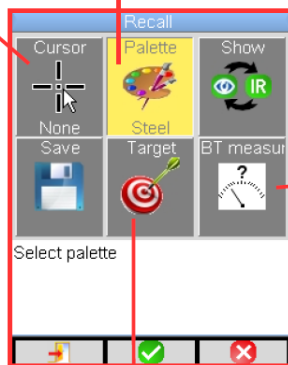 Recall
Cursor Palette Show
IR
None Steel
Save Target BT measur
?
Select palette